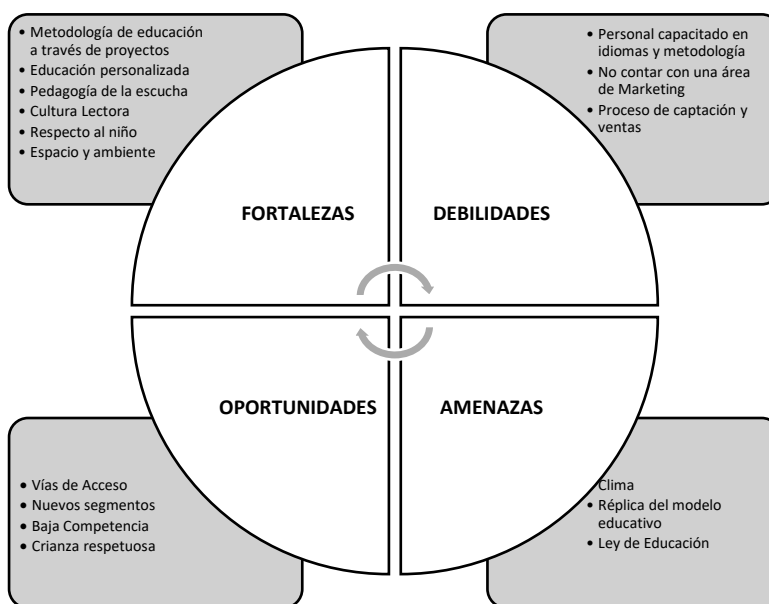 • Metodología de educación
a través de proyectos
• Educación personalizada
• Pedagogía de la escucha
• Cultura Lectora
• Respecto al niño
• Espacio y ambiente
• Personal capacitado en
idiomas y metodología
• No contar con una área
de Marketing
• Proceso de captación y
ventas
FORTALEZAS
DEBILIDADES
OPORTUNIDADES
AMENAZAS
• Vías de Acceso
• Nuevos segmentos
• Baja Competencia
• Crianza respetuosa
Clima
• Réplica del modelo
educativo
• Ley de Educación